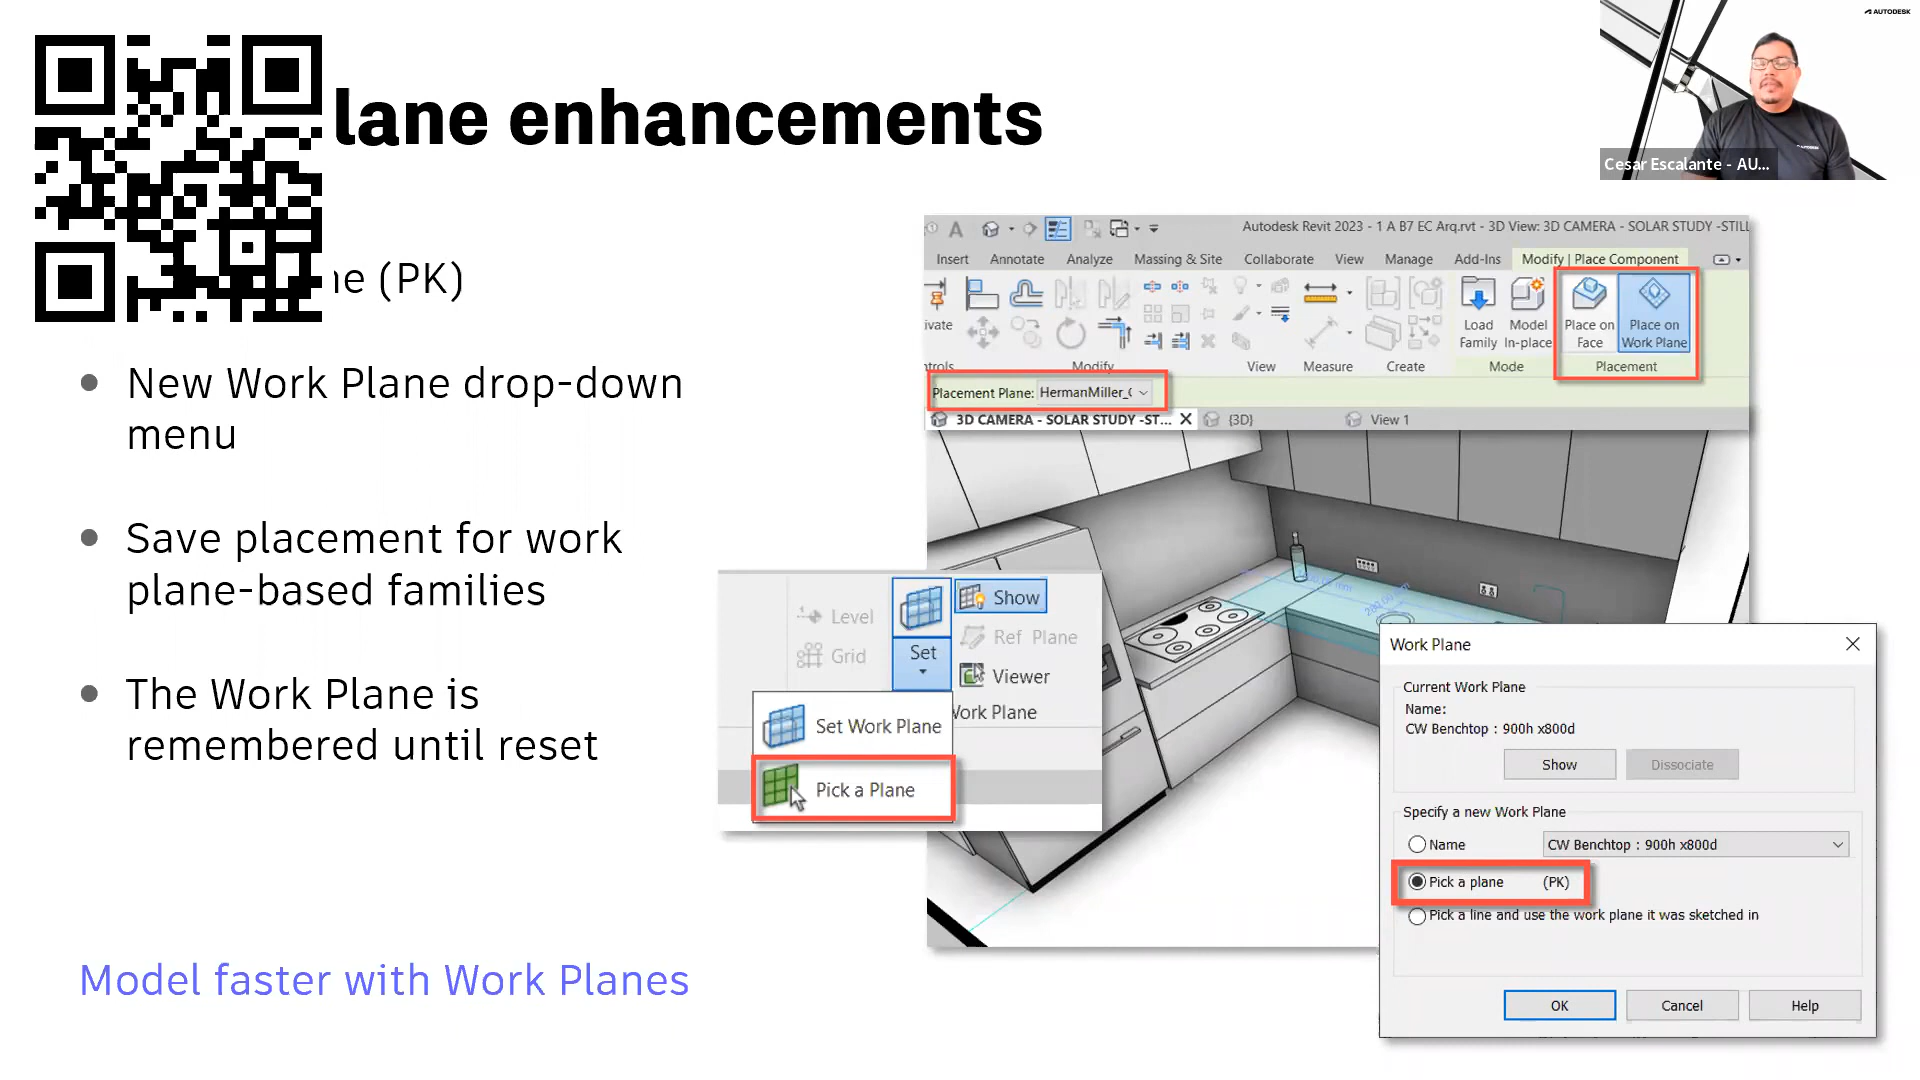 AUTODESK
Cesar Escalante - AU...
lane enhancements
ne (PK)
New Work Plane drop-down
menu
Save placement for work
plane-based families
The Work Plane is
remembered until reset
Model faster with Work Planes
Autodesk Revit 2023 - 1 A B7 EC Arq.rvt - 3D View: 3D CAMERA - SOLAR STUDY -STILL
Insert Annotate Analyze Massing & Site Collaborate View Manage Add-Ins Modify | Place Component
ivate
Load Family
Model In-place
Place on Face
Place on Work Plane
ntrols Modify View Measure Create Mode Placement
Placement Plane: HermanMiller_
3D CAMERA - SOLAR STUDY -ST... {3D} View 1
Level
Grid
Set
Show
Ref Plane
Viewer
Work Plane
Set Work Plane
Pick a Plane
Work Plane
Current Work Plane
Name:
CW Benchtop : 900h x800d
Show Dissociate
Specify a new Work Plane
Name CW Benchtop : 900h x800d
Pick a plane (PK)
Pick a line and use the work plane it was sketched in
OK Cancel Help